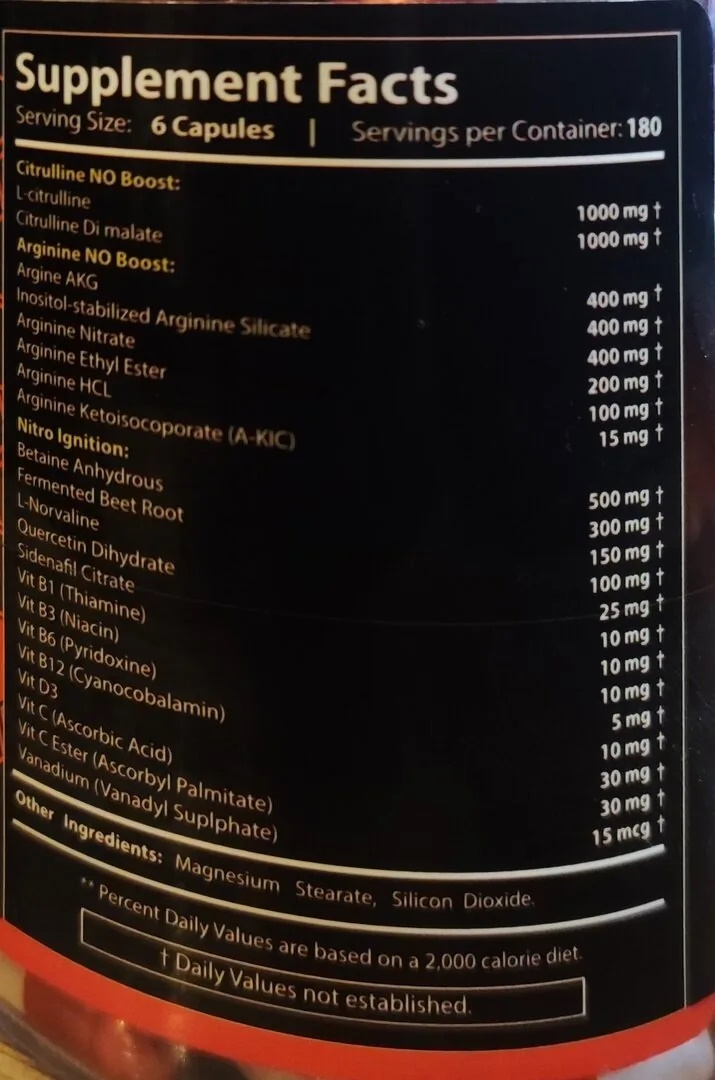 Supplement Facts
Serving Size: 6 Capules | Servings per Container: 180
Citrulline NO Boost:
L-citrulline 1000 mg †
Citrulline Di malate 1000 mg †
Arginine NO Boost:
Argine AKG 400 mg †
Inositol-stabilized Arginine Silicate 400 mg †
Arginine Nitrate 400 mg †
Arginine Ethyl Ester 200 mg †
Arginine HCL 100 mg †
Arginine Ketoisocoporate (A-KIC) 15 mg †
Nitro Ignition:
Betaine Anhydrous 500 mg †
Fermented Beet Root 300 mg †
L-Norvaline 150 mg †
Quercetin Dihydrate 100 mg †
Sidenafil Citrate 25 mg †
Vit B1 (Thiamine) 10 mg †
Vit B3 (Niacin) 10 mg †
Vit B6 (Pyridoxine) 10 mg †
Vit B12 (Cyanocobalamin) 5 mg †
Vit D3 10 mg †
Vit C (Ascorbic Acid) 30 mg †
Vit C Ester (Ascorbyl Palmitate) 30 mg †
Vanadium (Vanadyl Suplphate) 15 mcg †
Other Ingredients: Magnesium Stearate, Silicon Dioxide.
** Percent Daily Values are based on a 2,000 calorie diet.
† Daily Values not established.